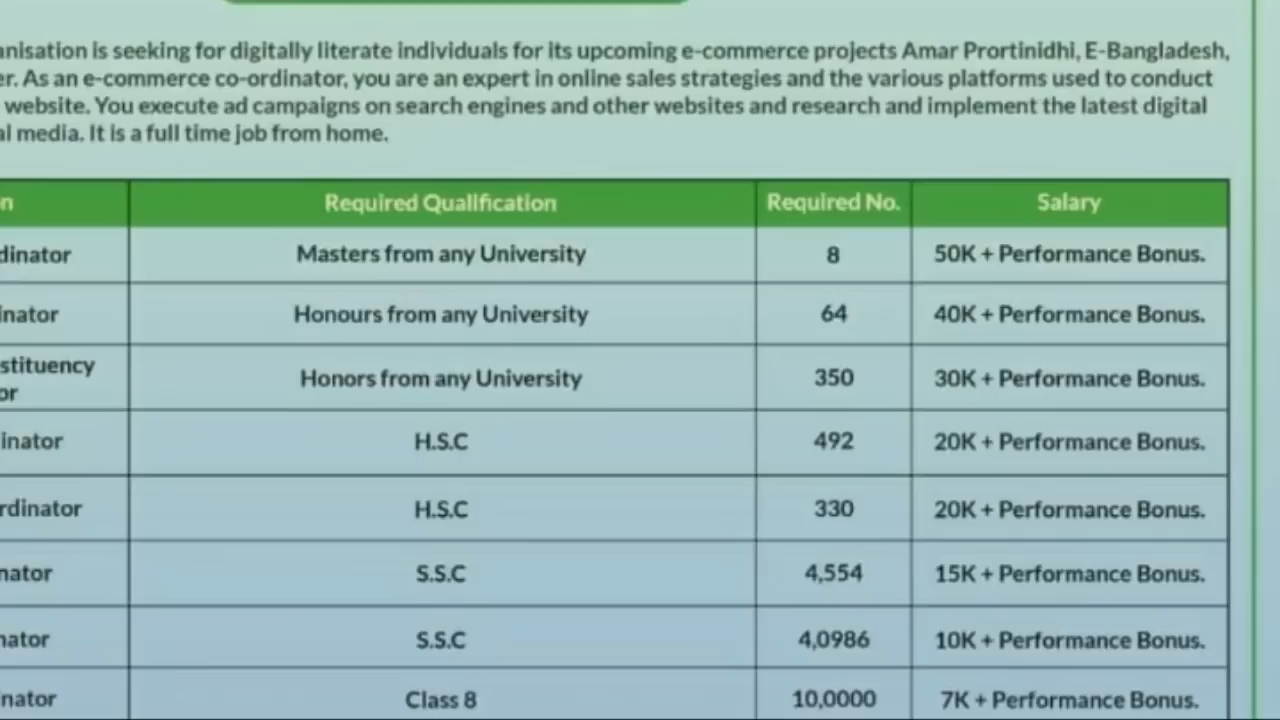 anisation is seeking for digitally literate individuals for its upcoming e-commerce projects Amar Prortinidhi, E-Bangladesh,
er. As an e-commerce co-ordinator, you are an expert in online sales strategies and the various platforms used to conduct
website. You execute ad campaigns on search engines and other websites and research and implement the latest digital
al media. It is a full time job from home.
n Required Qualification Required No. Salary
dinator Masters from any University 8 50K + Performance Bonus.
inator Honours from any University 64 40K + Performance Bonus.
stituency
or Honors from any University 350 30K + Performance Bonus.
inator H.S.C 492 20K + Performance Bonus.
rdinator H.S.C 330 20K + Performance Bonus.
nator S.S.C 4,554 15K + Performance Bonus.
nator S.S.C 4,0986 10K + Performance Bonus.
nator Class 8 10,0000 7K + Performance Bonus.